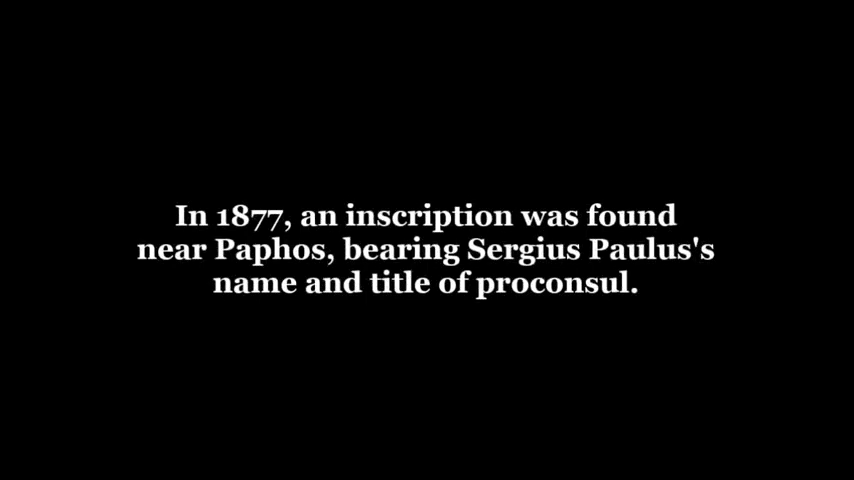 In 1877, an inscription was found
near Paphos, bearing Sergius Paulus's
name and title of proconsul.